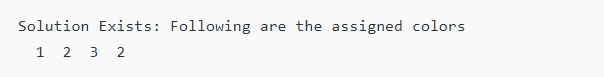 Solution Exists: Following are the assigned colors
1 2 3 2